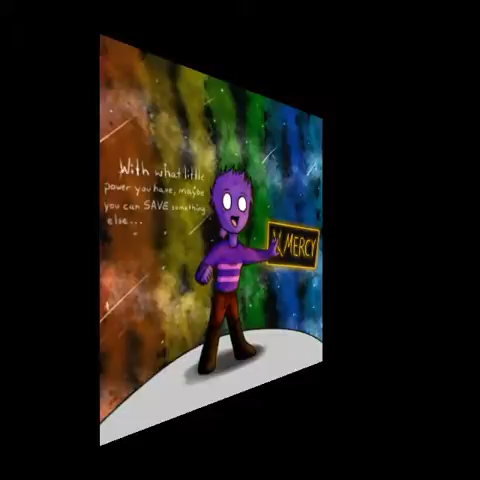 With what little
power you have, maybe
you can SAVE something
else...
MERCY